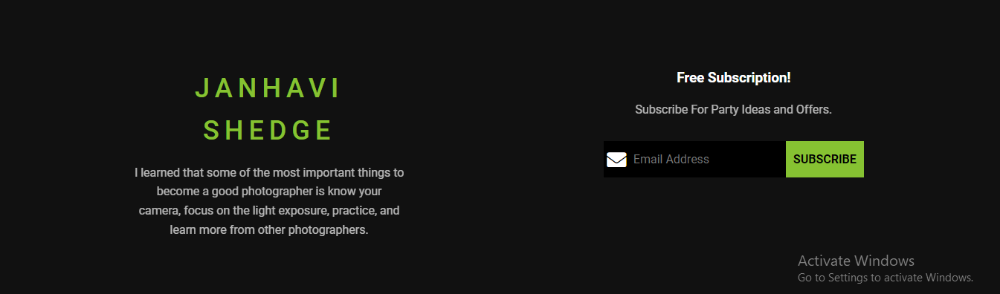 JANHAVI
SHEDGE
I learned that some of the most important things to
become a good photographer is know your
camera, focus on the light exposure, practice, and
learn more from other photographers.
Free Subscription!
Subscribe For Party Ideas and Offers.
Email Address
SUBSCRIBE
Activate Windows
Go to Settings to activate Windows.